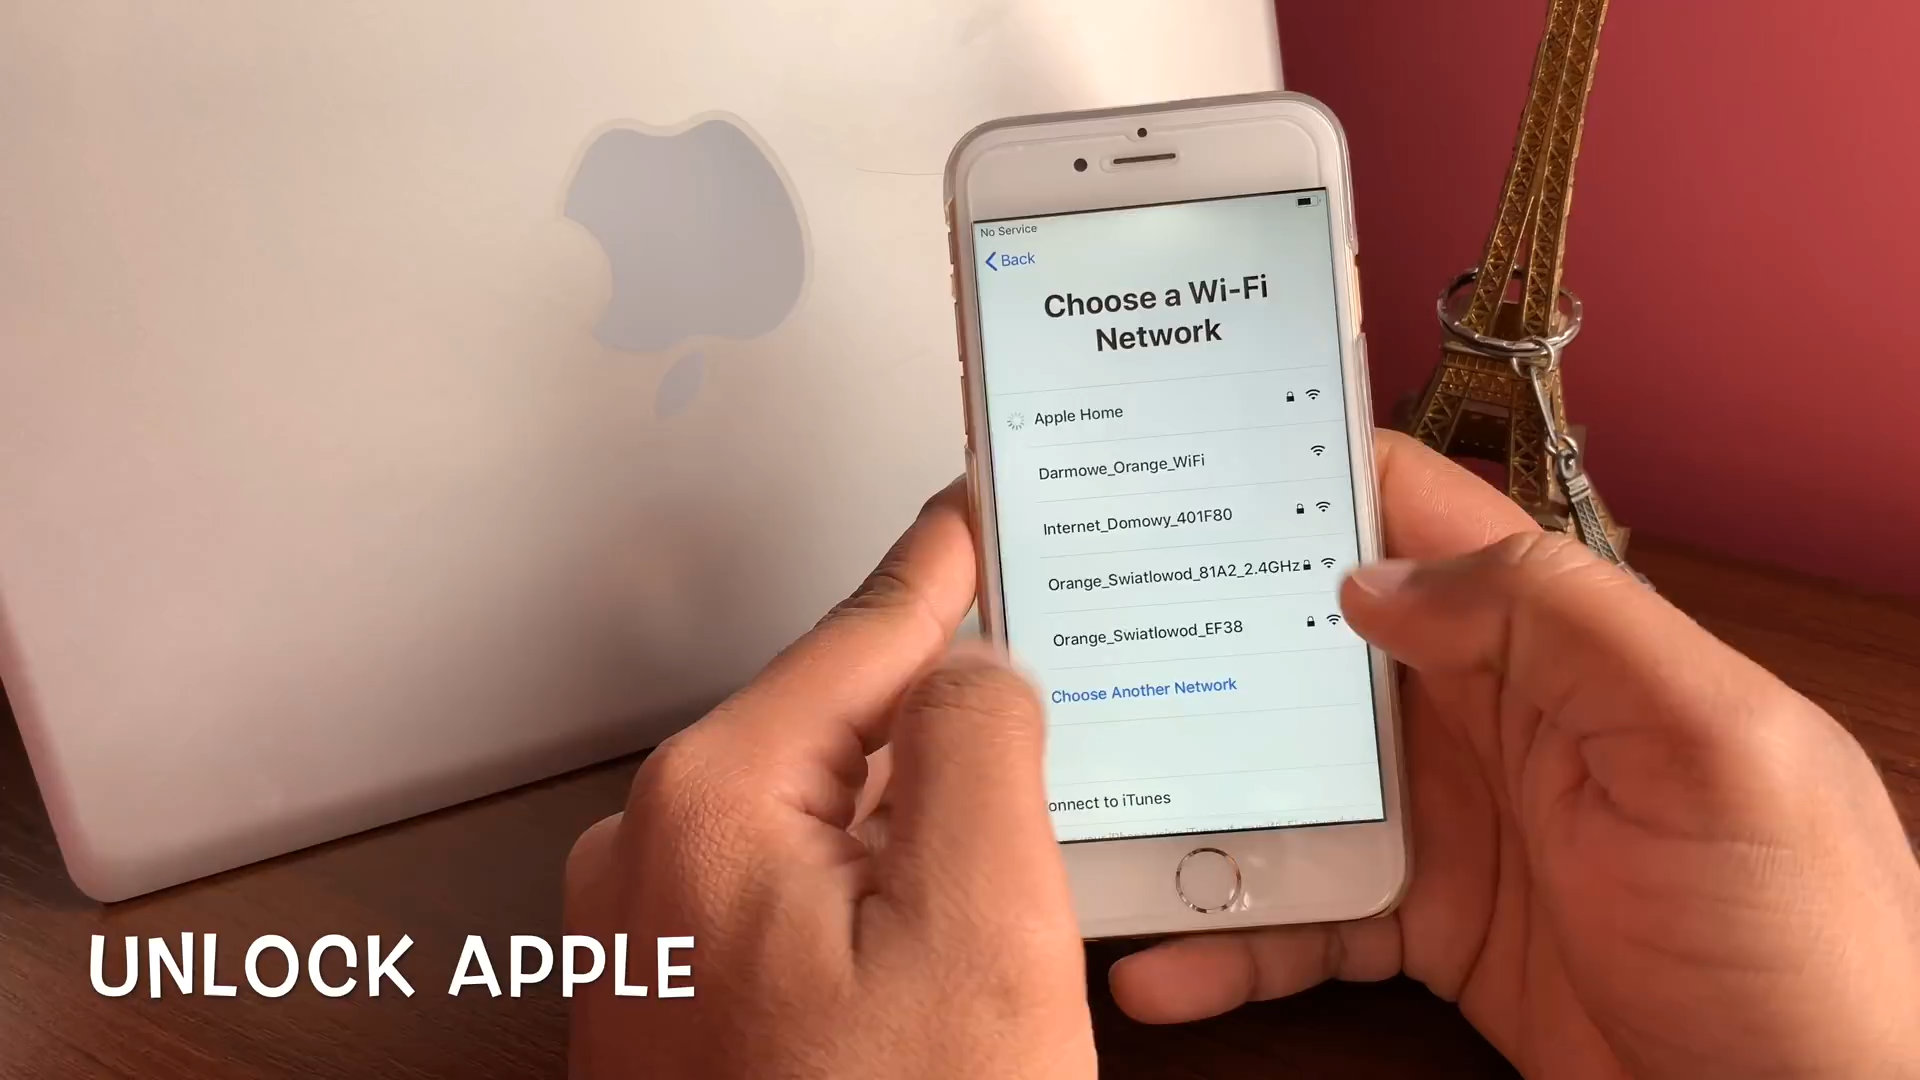 No Service
Back
Choose a Wi-Fi
Network
Apple Home
Darmowe_Orange_WiFi
Internet_Domowy_401F80
Orange_Swiatlowod_81A2_2.4GHz
Orange_Swiatlowod_EF38
Choose Another Network
onnect to iTunes
UNLOCK APPLE